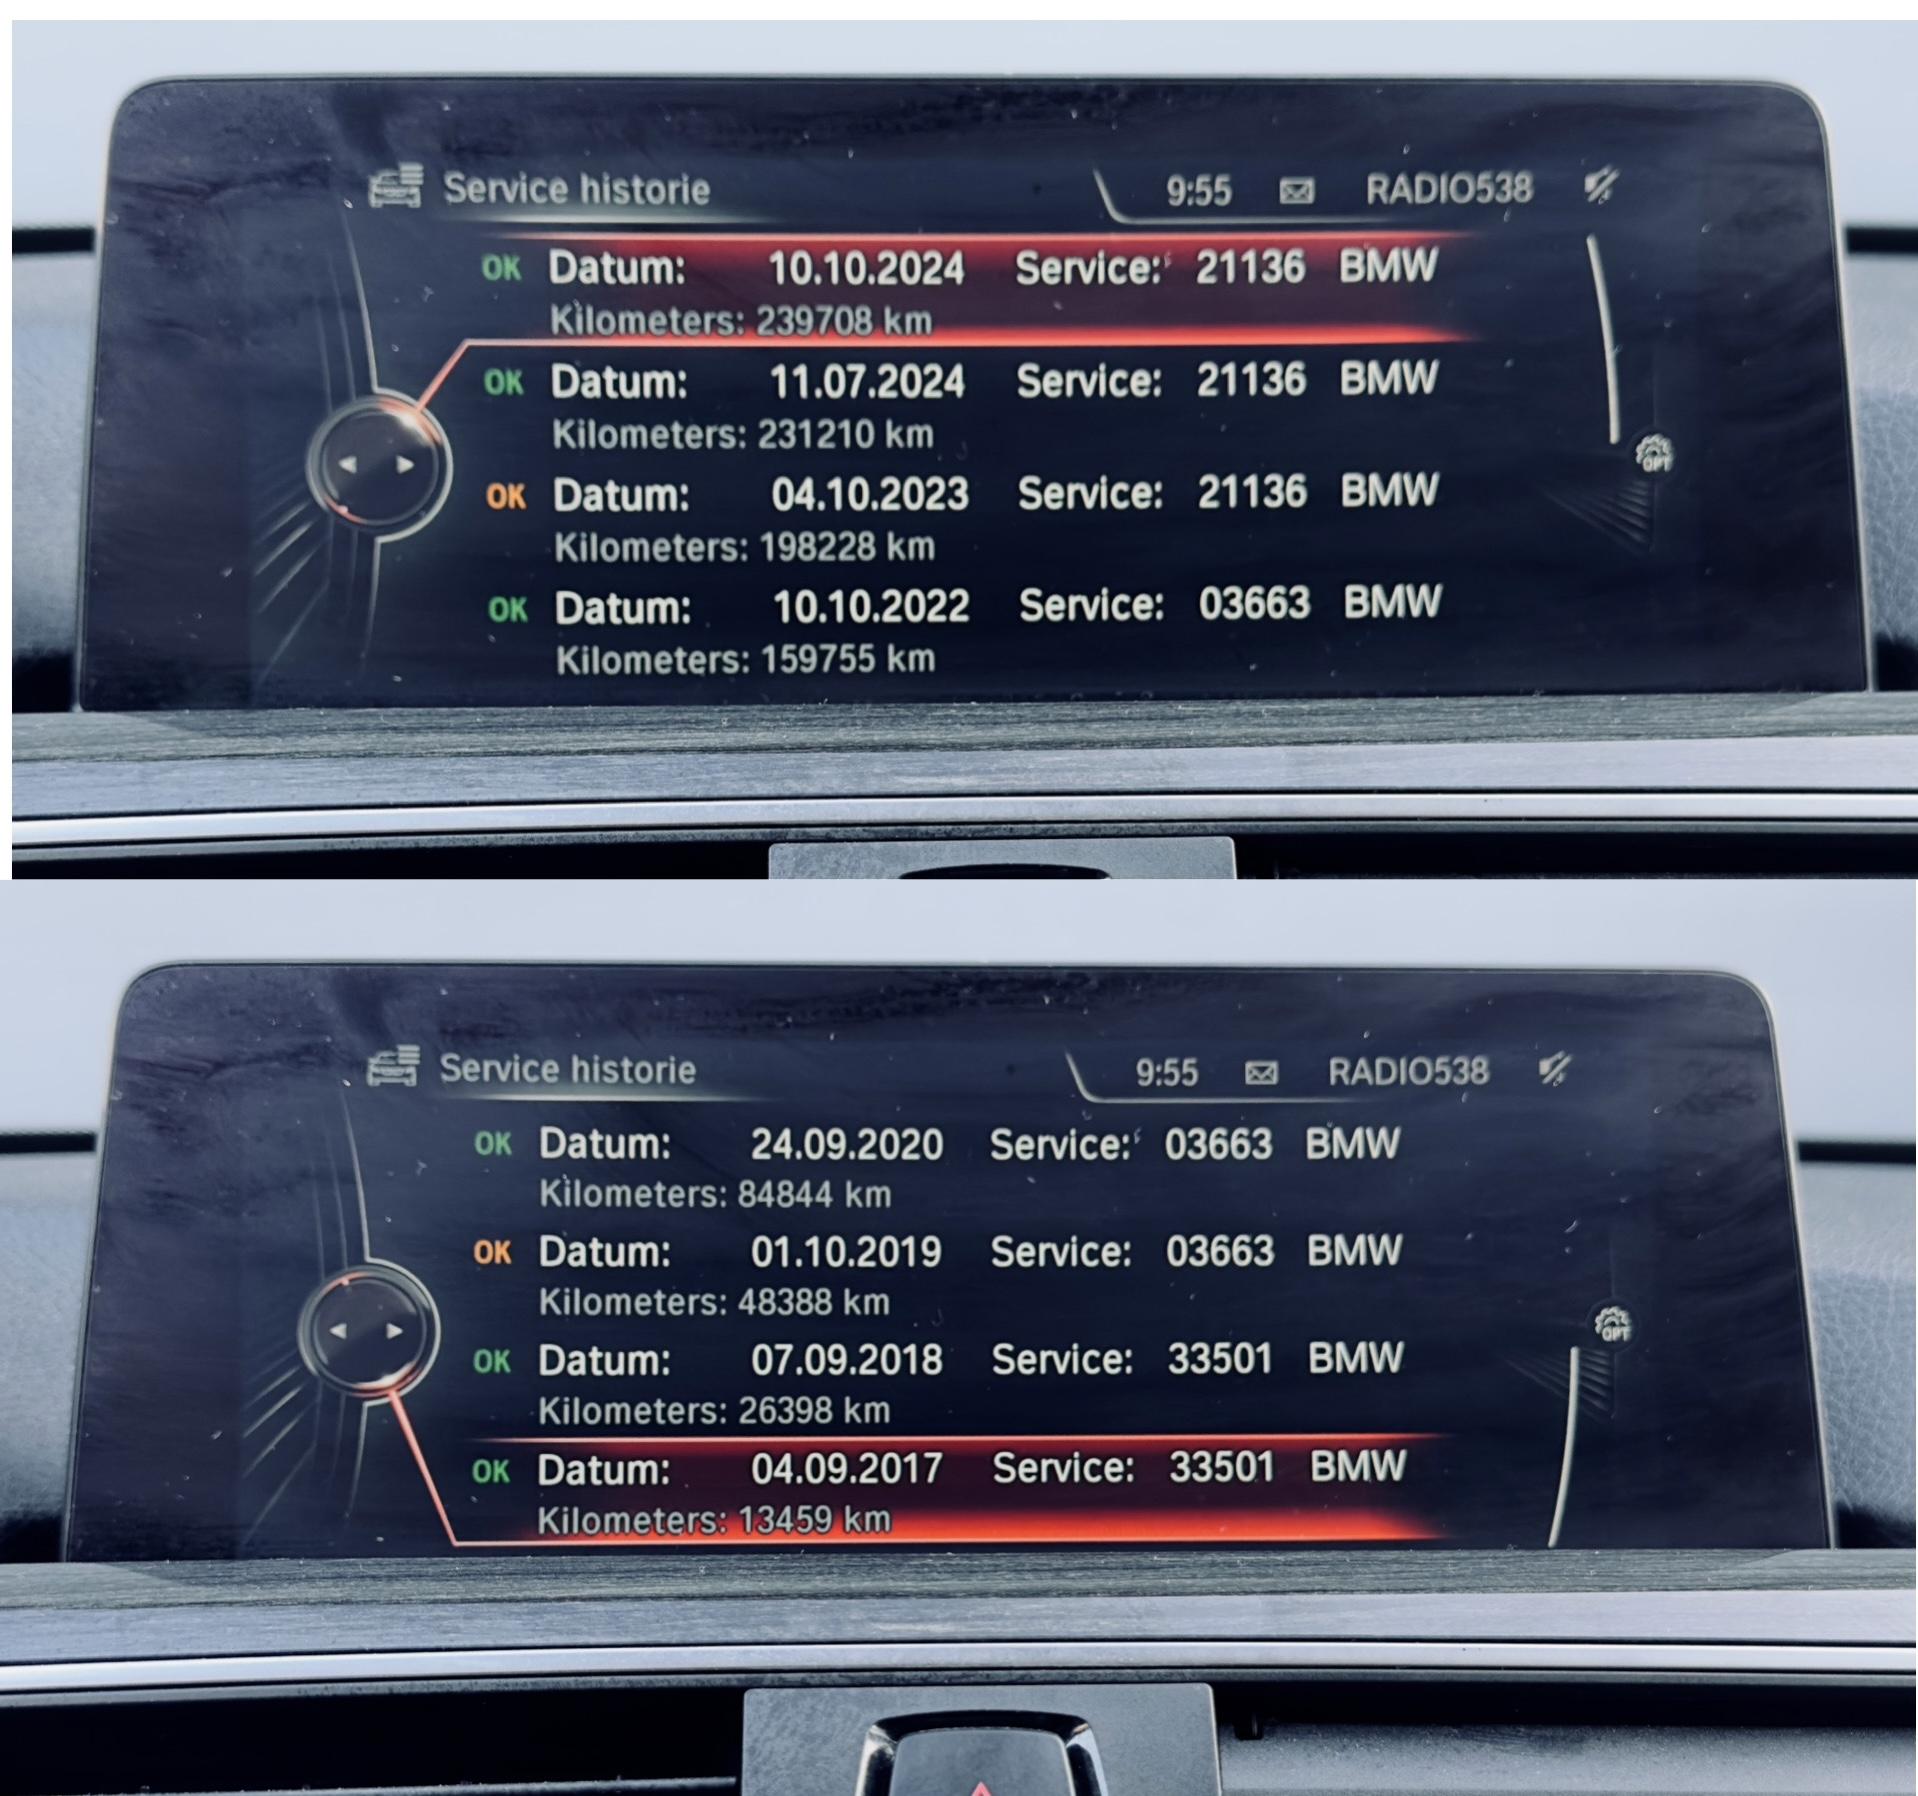 Service historie 9:55 RADIO538
OK Datum: 10.10.2024 Service: 21136 BMW
Kilometers: 239708 km
OK Datum: 11.07.2024 Service: 21136 BMW
Kilometers: 231210 km
OK Datum: 04.10.2023 Service: 21136 BMW
Kilometers: 198228 km
OPT
OK Datum: 10.10.2022 Service: 03663 BMW
Kilometers: 159755 km
Service historie 9:55 RADIO538
OK Datum: 24.09.2020 Service: 03663 BMW
Kilometers: 84844 km
OK Datum: 01.10.2019 Service: 03663 BMW
Kilometers: 48388 km
OPT
OK Datum: 07.09.2018 Service: 33501 BMW
Kilometers: 26398 km
OK Datum: 04.09.2017 Service: 33501 BMW
Kilometers: 13459 km